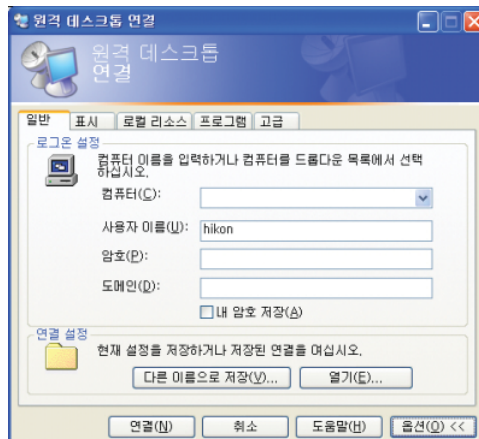 원격 데스크톱 연결
원격 데스크톱
연결
일반 표시 로컬 리소스 프로그램 고급
로그온 설정
컴퓨터 이름을 입력하거나 컴퓨터를 드롭다운 목록에서 선택
하십시오.
컴퓨터(C):
사용자 이름(U): hikon
암호(P):
도메인(D):
내 암호 저장(A)
연결 설정
현재 설정을 저장하거나 저장된 연결을 여십시오.
다른 이름으로 저장(V)... 열기(E)...
연결(N) 취소 도움말(H) 옵션(O) <<